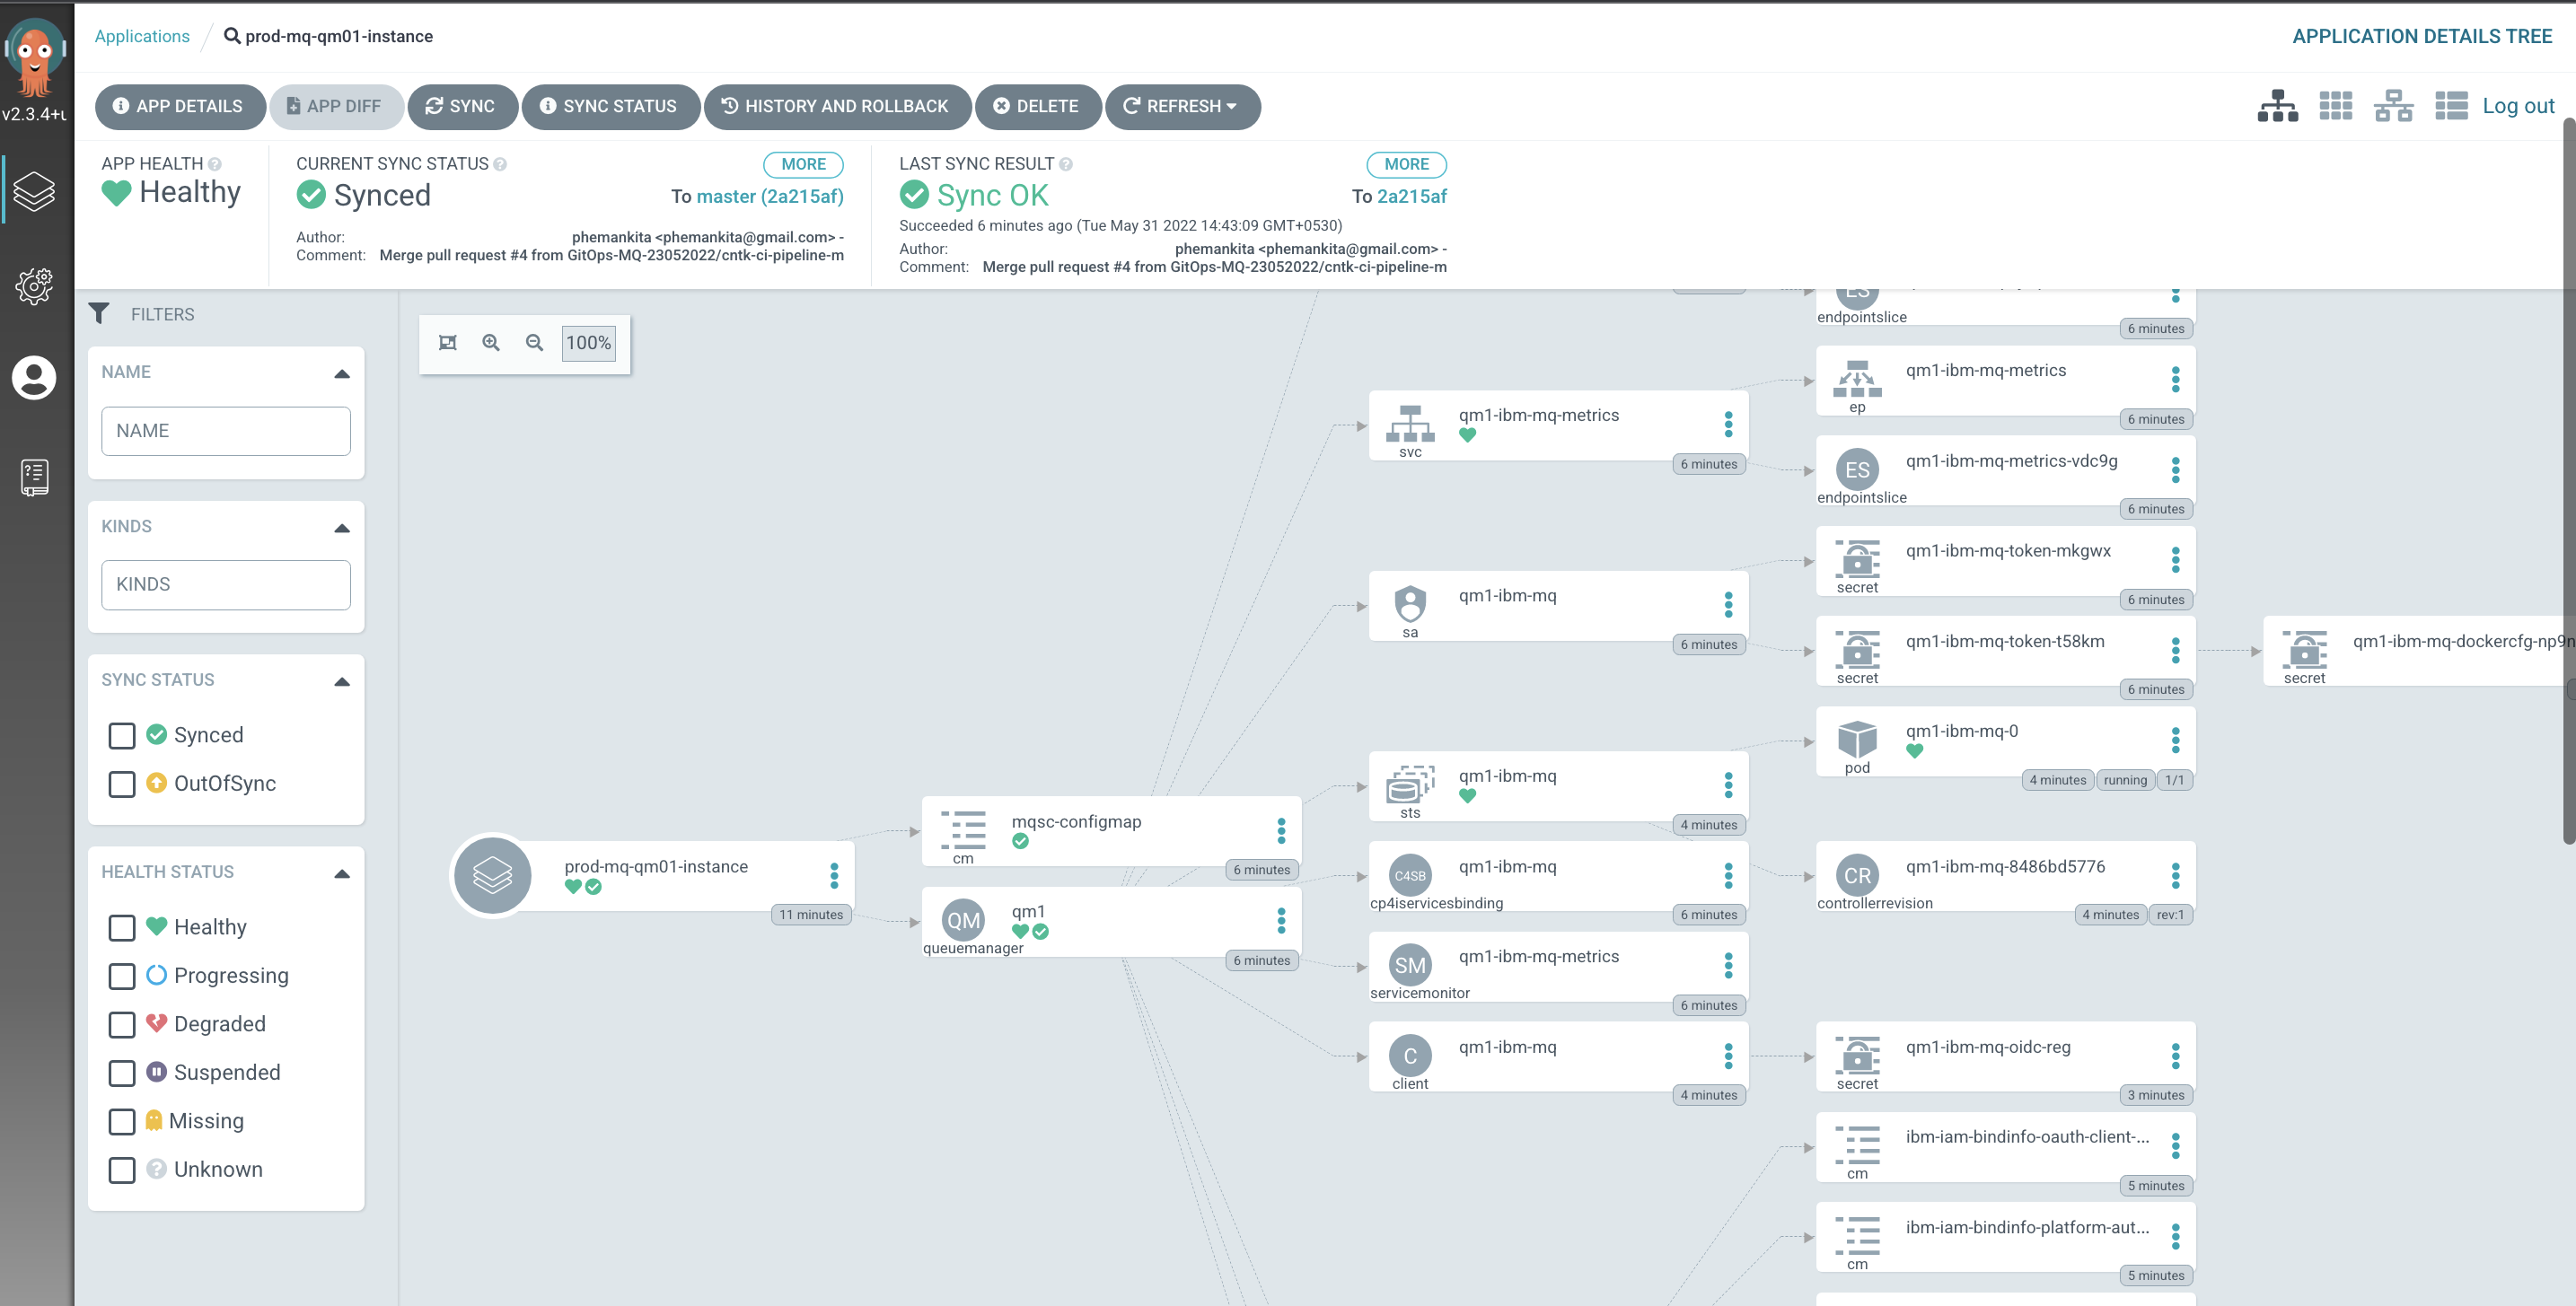 Applications / prod-mq-qm01-instance
APPLICATION DETAILS TREE
v2.3.4+u
APP DETAILS
APP DIFF
SYNC
SYNC STATUS
HISTORY AND ROLLBACK
DELETE
REFRESH
Log out
APP HEALTH
Healthy
CURRENT SYNC STATUS
MORE
Synced
To master (2a215af)
Author: phemankita <phemankita@gmail.com> -
Comment: Merge pull request #4 from GitOps-MQ-23052022/cntk-ci-pipeline-m
LAST SYNC RESULT
MORE
Sync OK
To 2a215af
Succeeded 6 minutes ago (Tue May 31 2022 14:43:09 GMT+0530)
Author: phemankita <phemankita@gmail.com> -
Comment: Merge pull request #4 from GitOps-MQ-23052022/cntk-ci-pipeline-m
FILTERS
NAME
NAME
KINDS
KINDS
SYNC STATUS
Synced
OutOfSync
HEALTH STATUS
Healthy
Progressing
Degraded
Suspended
Missing
Unknown
100%
prod-mq-qm01-instance
11 minutes
mqsc-configmap
cm
6 minutes
QM
qm1
queuemanager
6 minutes
qm1-ibm-mq-metrics
svc
6 minutes
qm1-ibm-mq
sa
6 minutes
qm1-ibm-mq
sts
4 minutes
C4SB
qm1-ibm-mq
cp4iservicesbinding
6 minutes
SM
qm1-ibm-mq-metrics
servicemonitor
6 minutes
C
qm1-ibm-mq
client
4 minutes
ES
endpointslice
6 minutes
qm1-ibm-mq-metrics
ep
6 minutes
ES
qm1-ibm-mq-metrics-vdc9g
endpointslice
6 minutes
qm1-ibm-mq-token-mkgwx
secret
6 minutes
qm1-ibm-mq-token-t58km
secret
6 minutes
qm1-ibm-mq-dockercfg-np9n
secret
qm1-ibm-mq-0
pod
4 minutes running 1/1
CR
qm1-ibm-mq-8486bd5776
controllerrevision
4 minutes rev:1
qm1-ibm-mq-oidc-reg
secret
3 minutes
ibm-iam-bindinfo-oauth-client-...
cm
5 minutes
ibm-iam-bindinfo-platform-aut...
cm
5 minutes